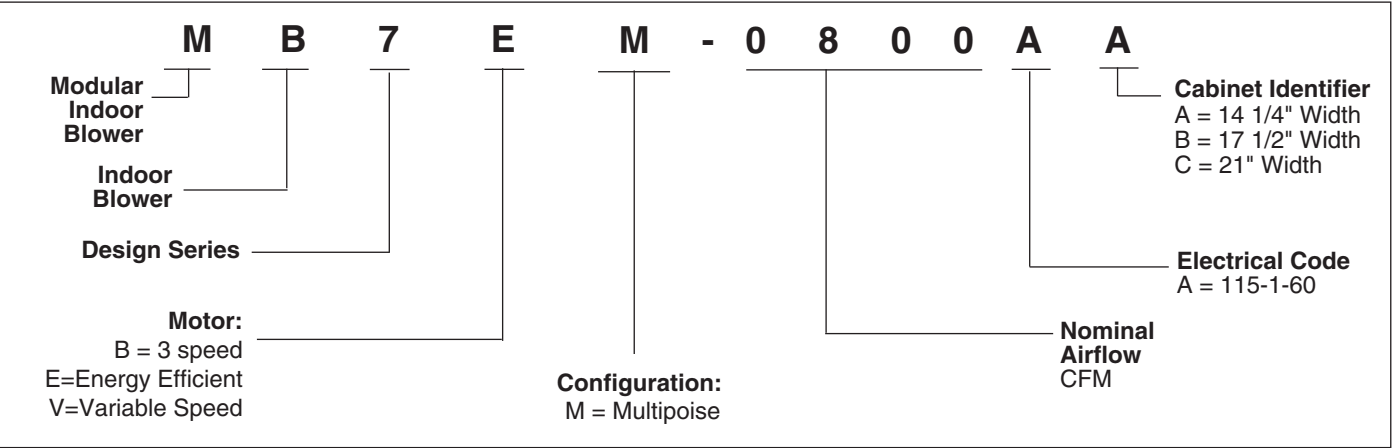 M B 7 E M - 0 8 0 0 A A
Modular
Indoor
Blower
Indoor
Blower
Design Series
Motor:
B = 3 speed
E=Energy Efficient
V=Variable Speed
Configuration:
M = Multipoise
Nominal
Airflow
CFM
Electrical Code
A = 115-1-60
Cabinet Identifier
A = 14 1/4" Width
B = 17 1/2" Width
C = 21" Width